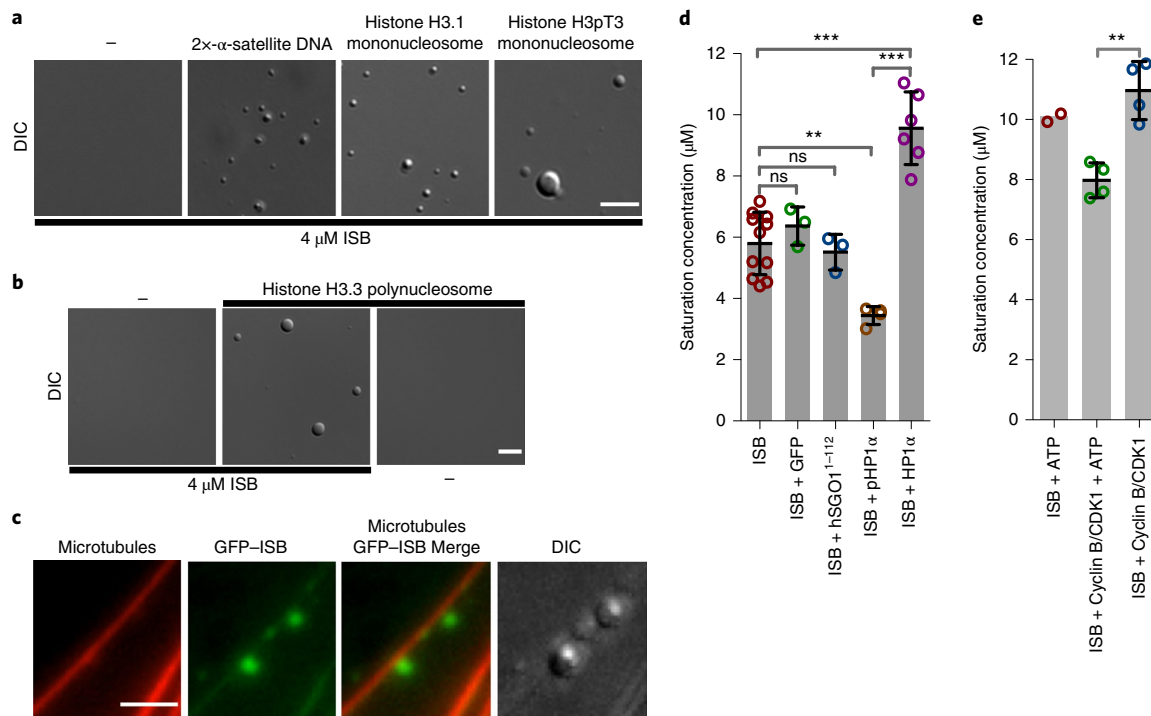 a
–
2×-α-satellite DNA
Histone H3.1
mononucleosome
Histone H3pT3
mononucleosome
DIC
4 μM ISB
b
–
Histone H3.3 polynucleosome
DIC
4 μM ISB
–
c
Microtubules
GFP–ISB
Microtubules
GFP–ISB Merge
DIC
d
Saturation concentration (μM)
12
10
8
6
4
2
0
***
***
**
ns
ns
ISB
ISB + GFP
ISB + hSGO1¹⁻¹¹²
ISB + pHP1α
ISB + HP1α
e
Saturation concentration (μM)
12
10
8
6
4
2
0
**
ISB + ATP
ISB + Cyclin B/CDK1 + ATP
ISB + Cyclin B/CDK1